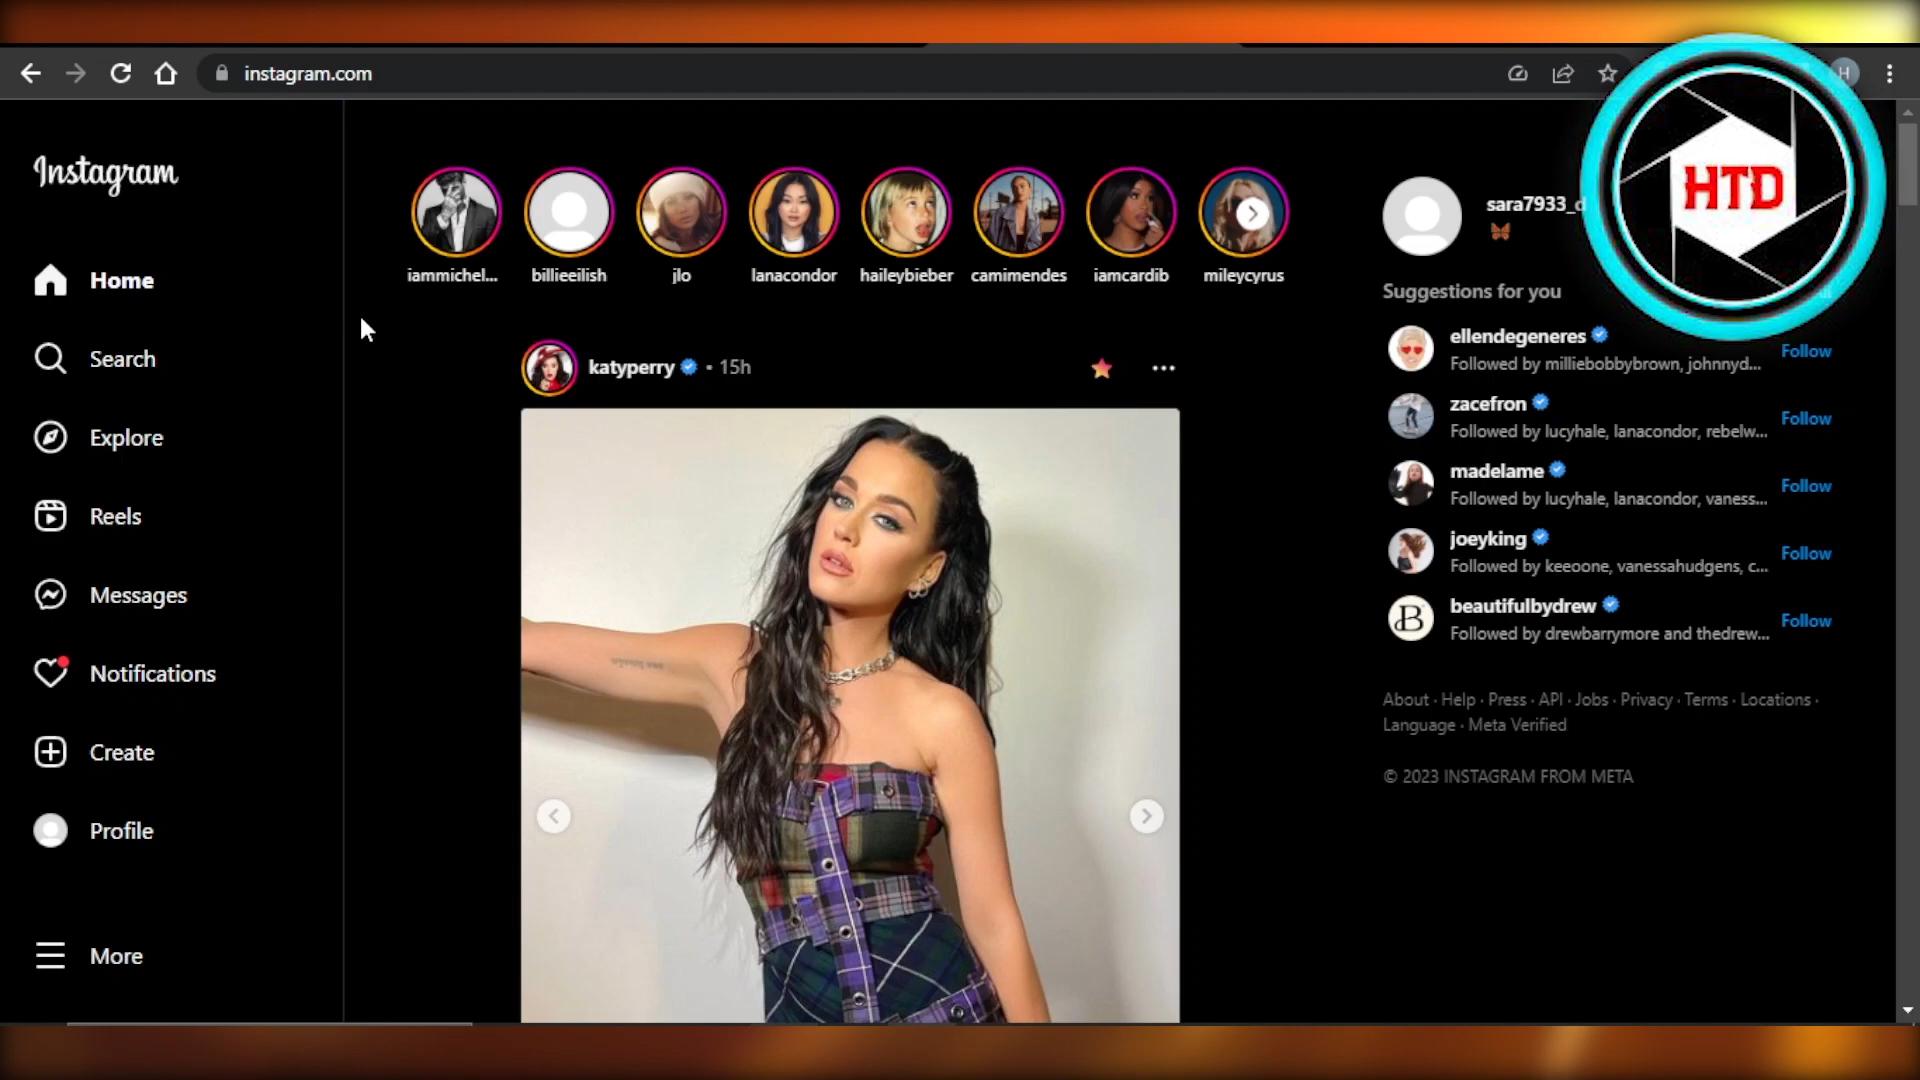 instagram.com
H
HTD
Instagram
iammichel...
billieeilish
jlo
lanacondor
haileybieber
camimendes
iamcardib
mileycyrus
sara7933_d
Home
Search
Explore
Reels
Messages
Notifications
Create
Profile
More
katyperry • 15h
Suggestions for you
ellendegeneres
Followed by milliebobbybrown, johnnyd...
Follow
zacefron
Followed by lucyhale, lanacondor, rebelw...
Follow
madelame
Followed by lucyhale, lanacondor, vaness...
Follow
joeyking
Followed by keeoone, vanessahudgens, c...
Follow
B
beautifulbydrew
Followed by drewbarrymore and thedrew...
Follow
About · Help · Press · API · Jobs · Privacy · Terms · Locations ·
Language · Meta Verified
© 2023 INSTAGRAM FROM META